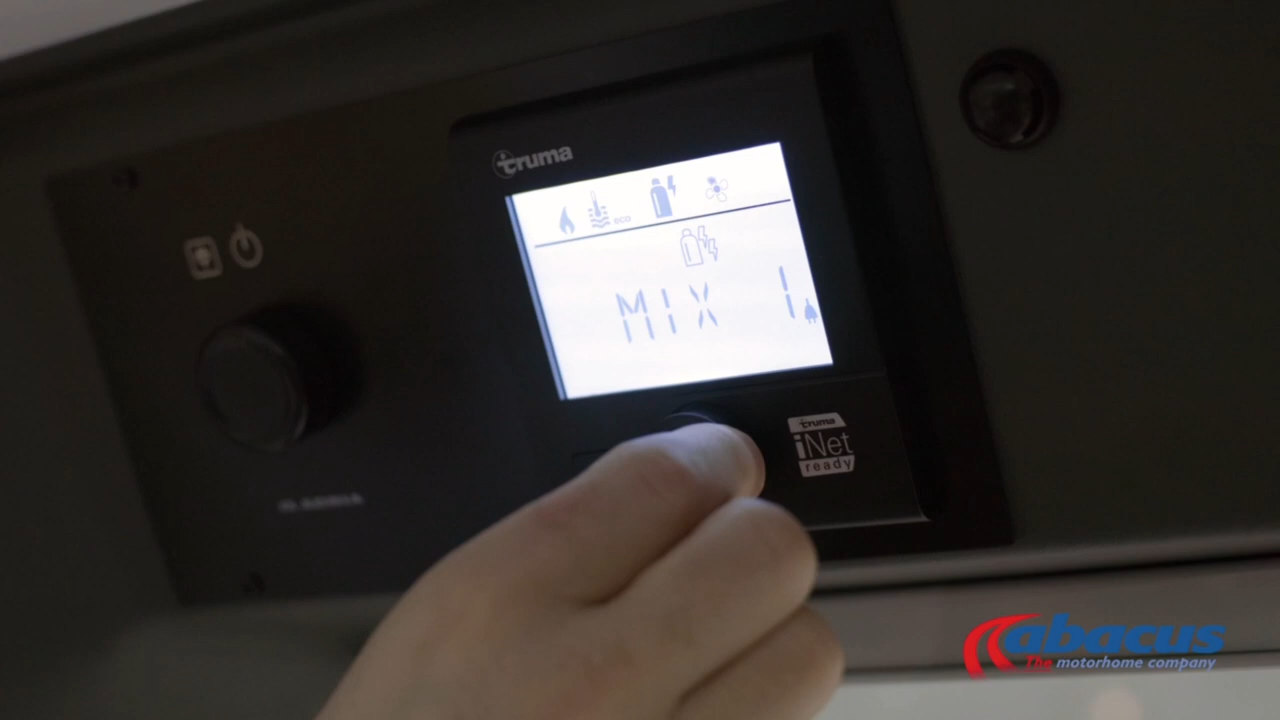 truma
ECO
MIX 1
truma
iNet
ready
abacus
The motorhome company